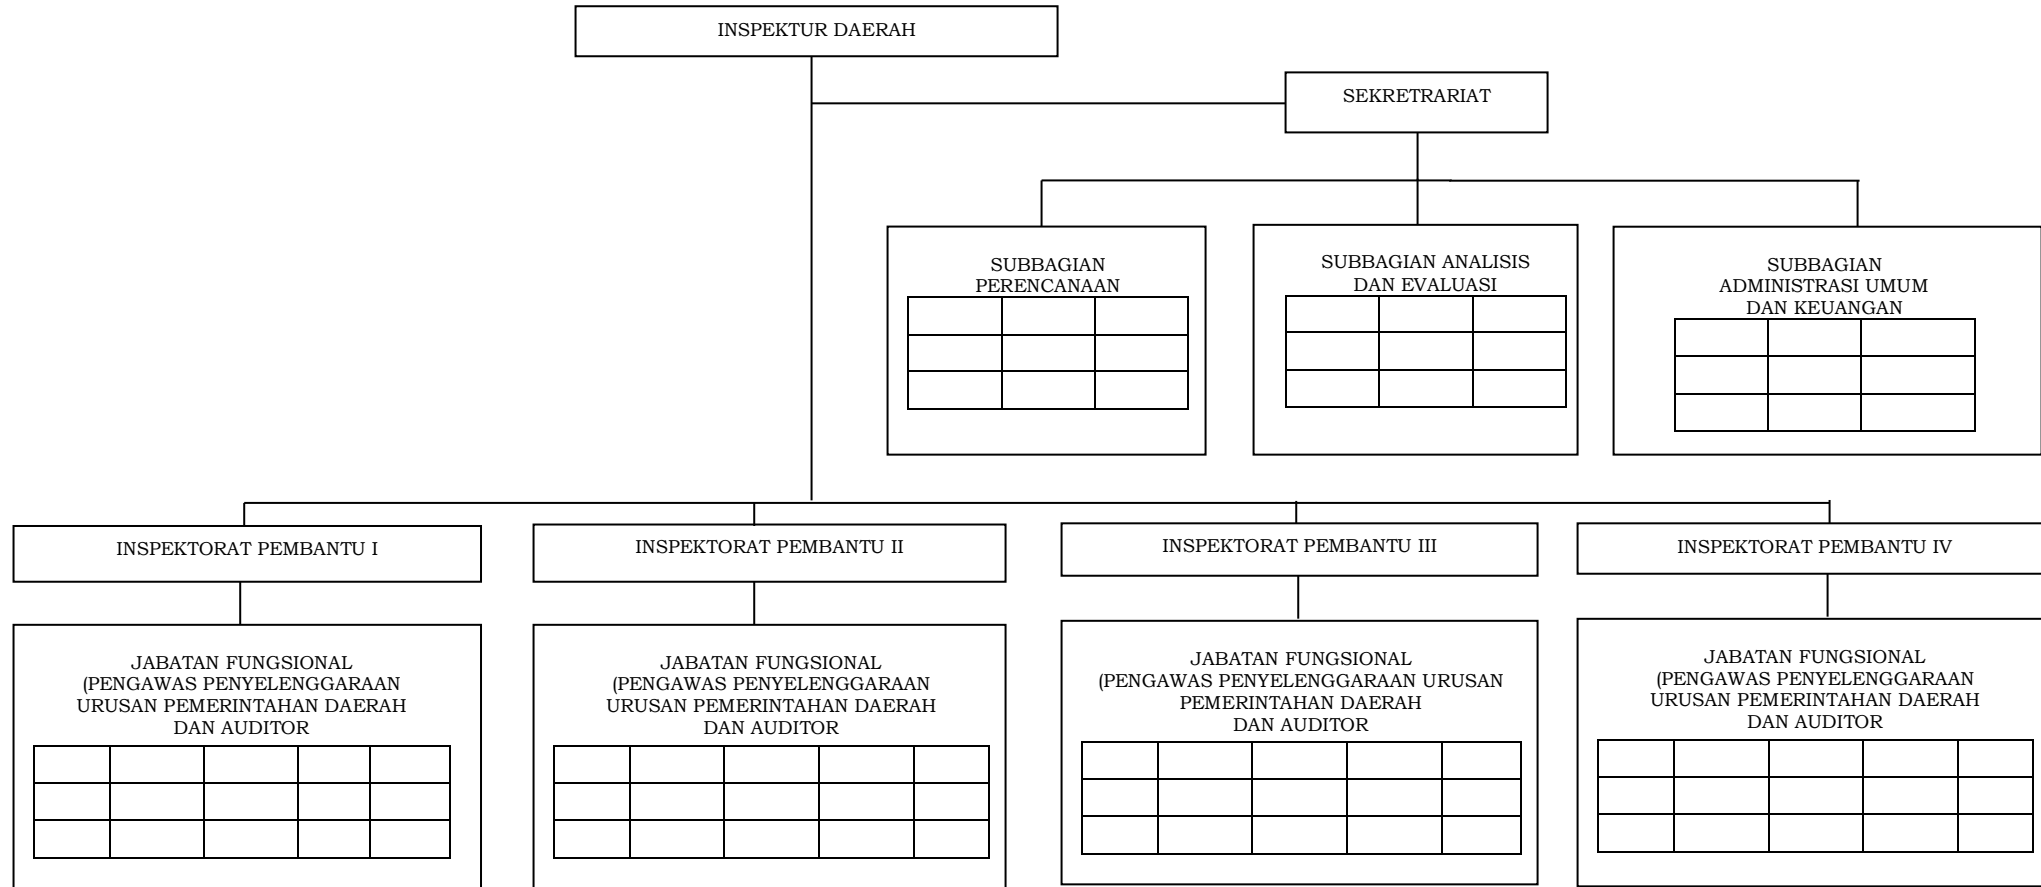 INSPEKTUR DAERAH
SEKRETRARIAT
SUBBAGIAN
PERENCANAAN
SUBBAGIAN ANALISIS
DAN EVALUASI
SUBBAGIAN
ADMINISTRASI UMUM
DAN KEUANGAN
INSPEKTORAT PEMBANTU I
INSPEKTORAT PEMBANTU II
INSPEKTORAT PEMBANTU III
INSPEKTORAT PEMBANTU IV
JABATAN FUNGSIONAL
(PENGAWAS PENYELENGGARAAN
URUSAN PEMERINTAHAN DAERAH
DAN AUDITOR
JABATAN FUNGSIONAL
(PENGAWAS PENYELENGGARAAN
URUSAN PEMERINTAHAN DAERAH
DAN AUDITOR
JABATAN FUNGSIONAL
(PENGAWAS PENYELENGGARAAN URUSAN
PEMERINTAHAN DAERAH
DAN AUDITOR
JABATAN FUNGSIONAL
(PENGAWAS PENYELENGGARAAN
URUSAN PEMERINTAHAN DAERAH
DAN AUDITOR